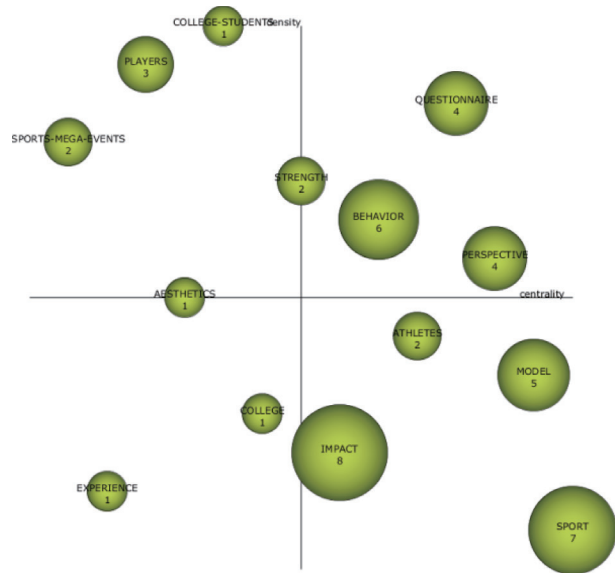 COLLEGE-STUDENTS
1
density
PLAYERS
3
QUESTIONNAIRE
4
SPORTS-MEGA-EVENTS
2
STRENGTH
2
BEHAVIOR
6
PERSPECTIVE
4
AESTHETICS
1
centrality
ATHLETES
2
MODEL
5
COLLEGE
1
IMPACT
8
EXPERIENCE
1
SPORT
7